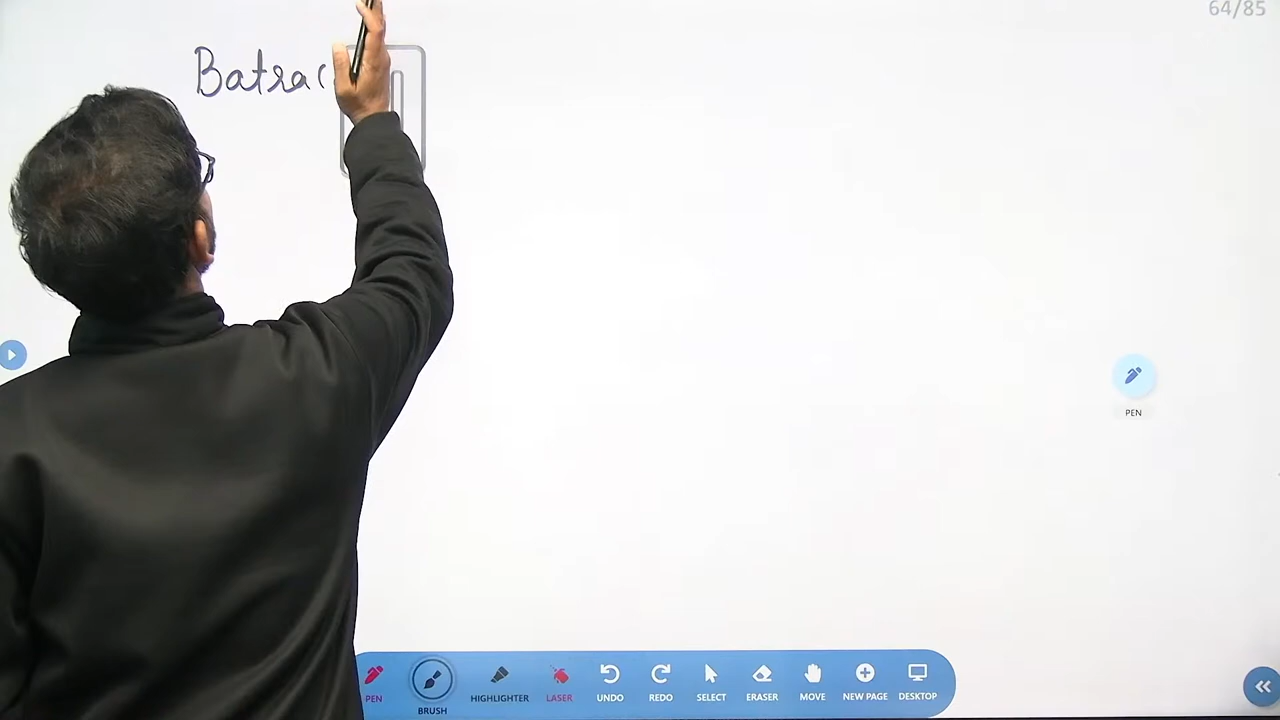 64/85
Batra
PEN
PEN
BRUSH
HIGHLIGHTER
LASER
UNDO
REDO
SELECT
ERASER
MOVE
NEW PAGE
DESKTOP